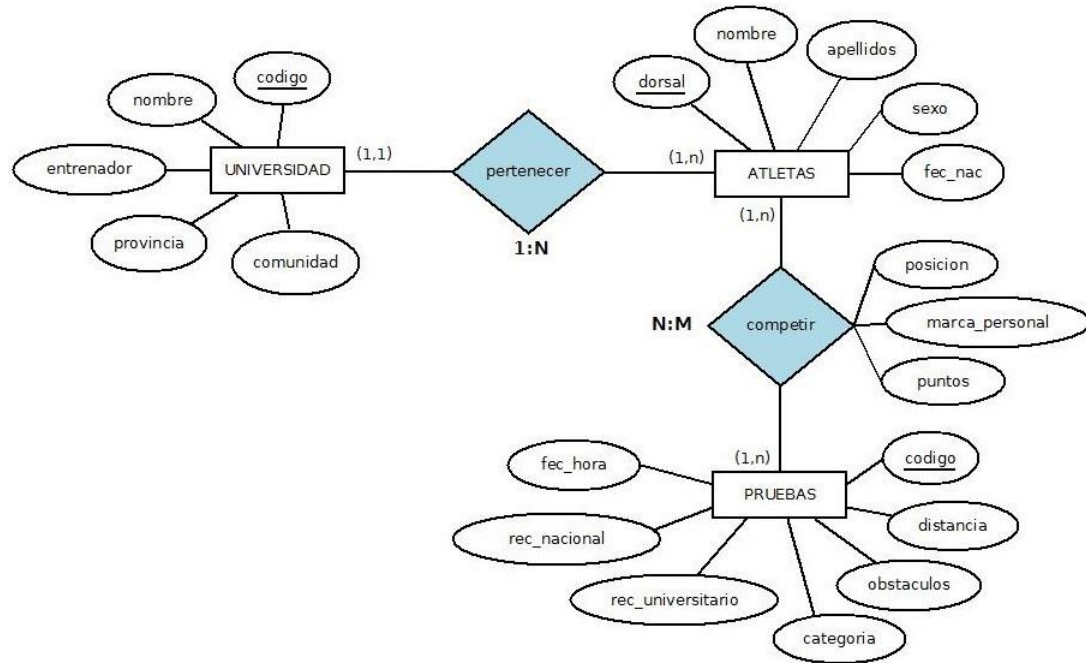 nombre
apellidos
codigo
dorsal
nombre
sexo
(1,1)
(1,n)
entrenador
UNIVERSIDAD
pertenecer
ATLETAS
fec_nac
(1,n)
provincia
comunidad
1:N
posicion
N:M
competir
marca_personal
puntos
(1,n)
fec_hora
codigo
PRUEBAS
distancia
rec_nacional
obstaculos
rec_universitario
categoria